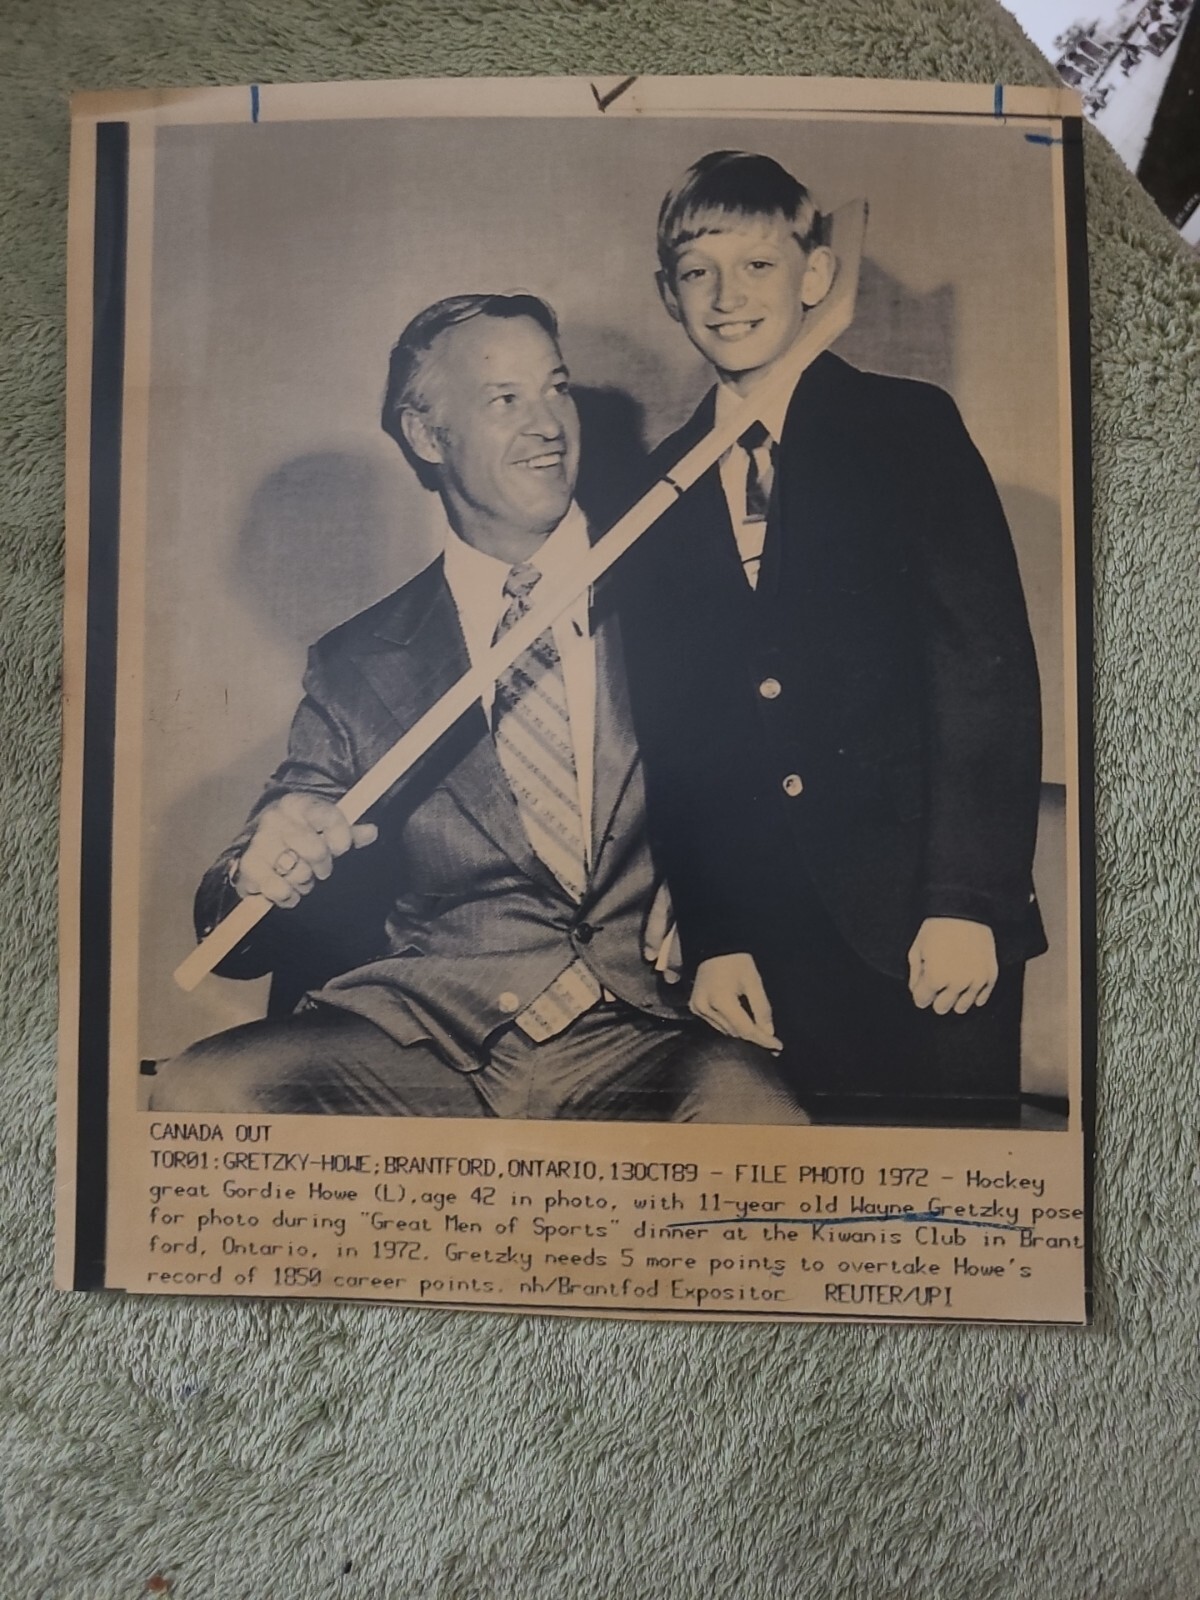 CANADA OUT
TOR01:GRETZKY-HOWE;BRANTFORD,ONTARIO,13OCT89 - FILE PHOTO 1972 - Hockey
great Gordie Howe (L),age 42 in photo, with 11-year old Wayne Gretzky pose
for photo during "Great Men of Sports" dinner at the Kiwanis Club in Brant
ford, Ontario, in 1972. Gretzky needs 5 more points to overtake Howe's
record of 1850 career points. nh/Brantfod Expositor REUTER/UPI